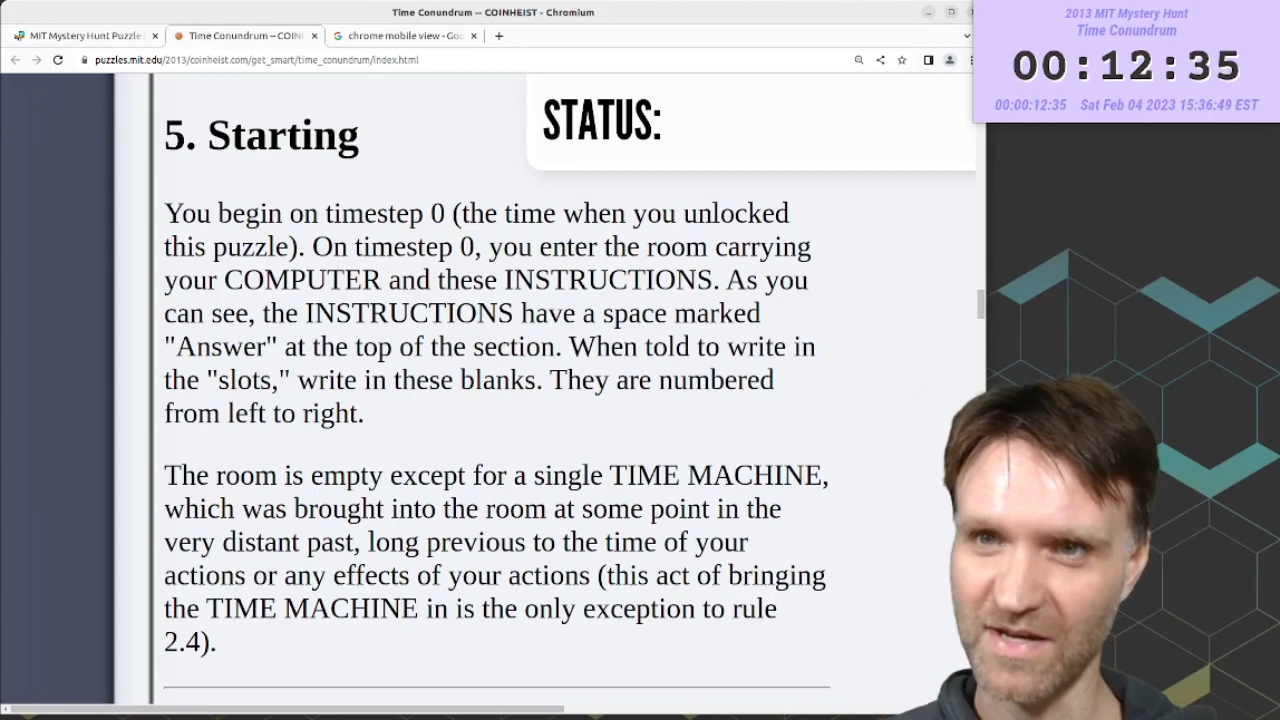 Time Conundrum — COINHEIST - Chromium
MIT Mystery Hunt Puzzle
Time Conundrum — COIN
chrome mobile view - Go
puzzles.mit.edu/2013/coinheist.com/get_smart/time_conundrum/index.html
2013 MIT Mystery Hunt
Time Conundrum
00:12:35
00:00:12:35 Sat Feb 04 2023 15:36:49 EST
STATUS:
5. Starting
You begin on timestep 0 (the time when you unlocked
this puzzle). On timestep 0, you enter the room carrying
your COMPUTER and these INSTRUCTIONS. As you
can see, the INSTRUCTIONS have a space marked
"Answer" at the top of the section. When told to write in
the "slots," write in these blanks. They are numbered
from left to right.
The room is empty except for a single TIME MACHINE,
which was brought into the room at some point in the
very distant past, long previous to the time of your
actions or any effects of your actions (this act of bringing
the TIME MACHINE in is the only exception to rule
2.4).